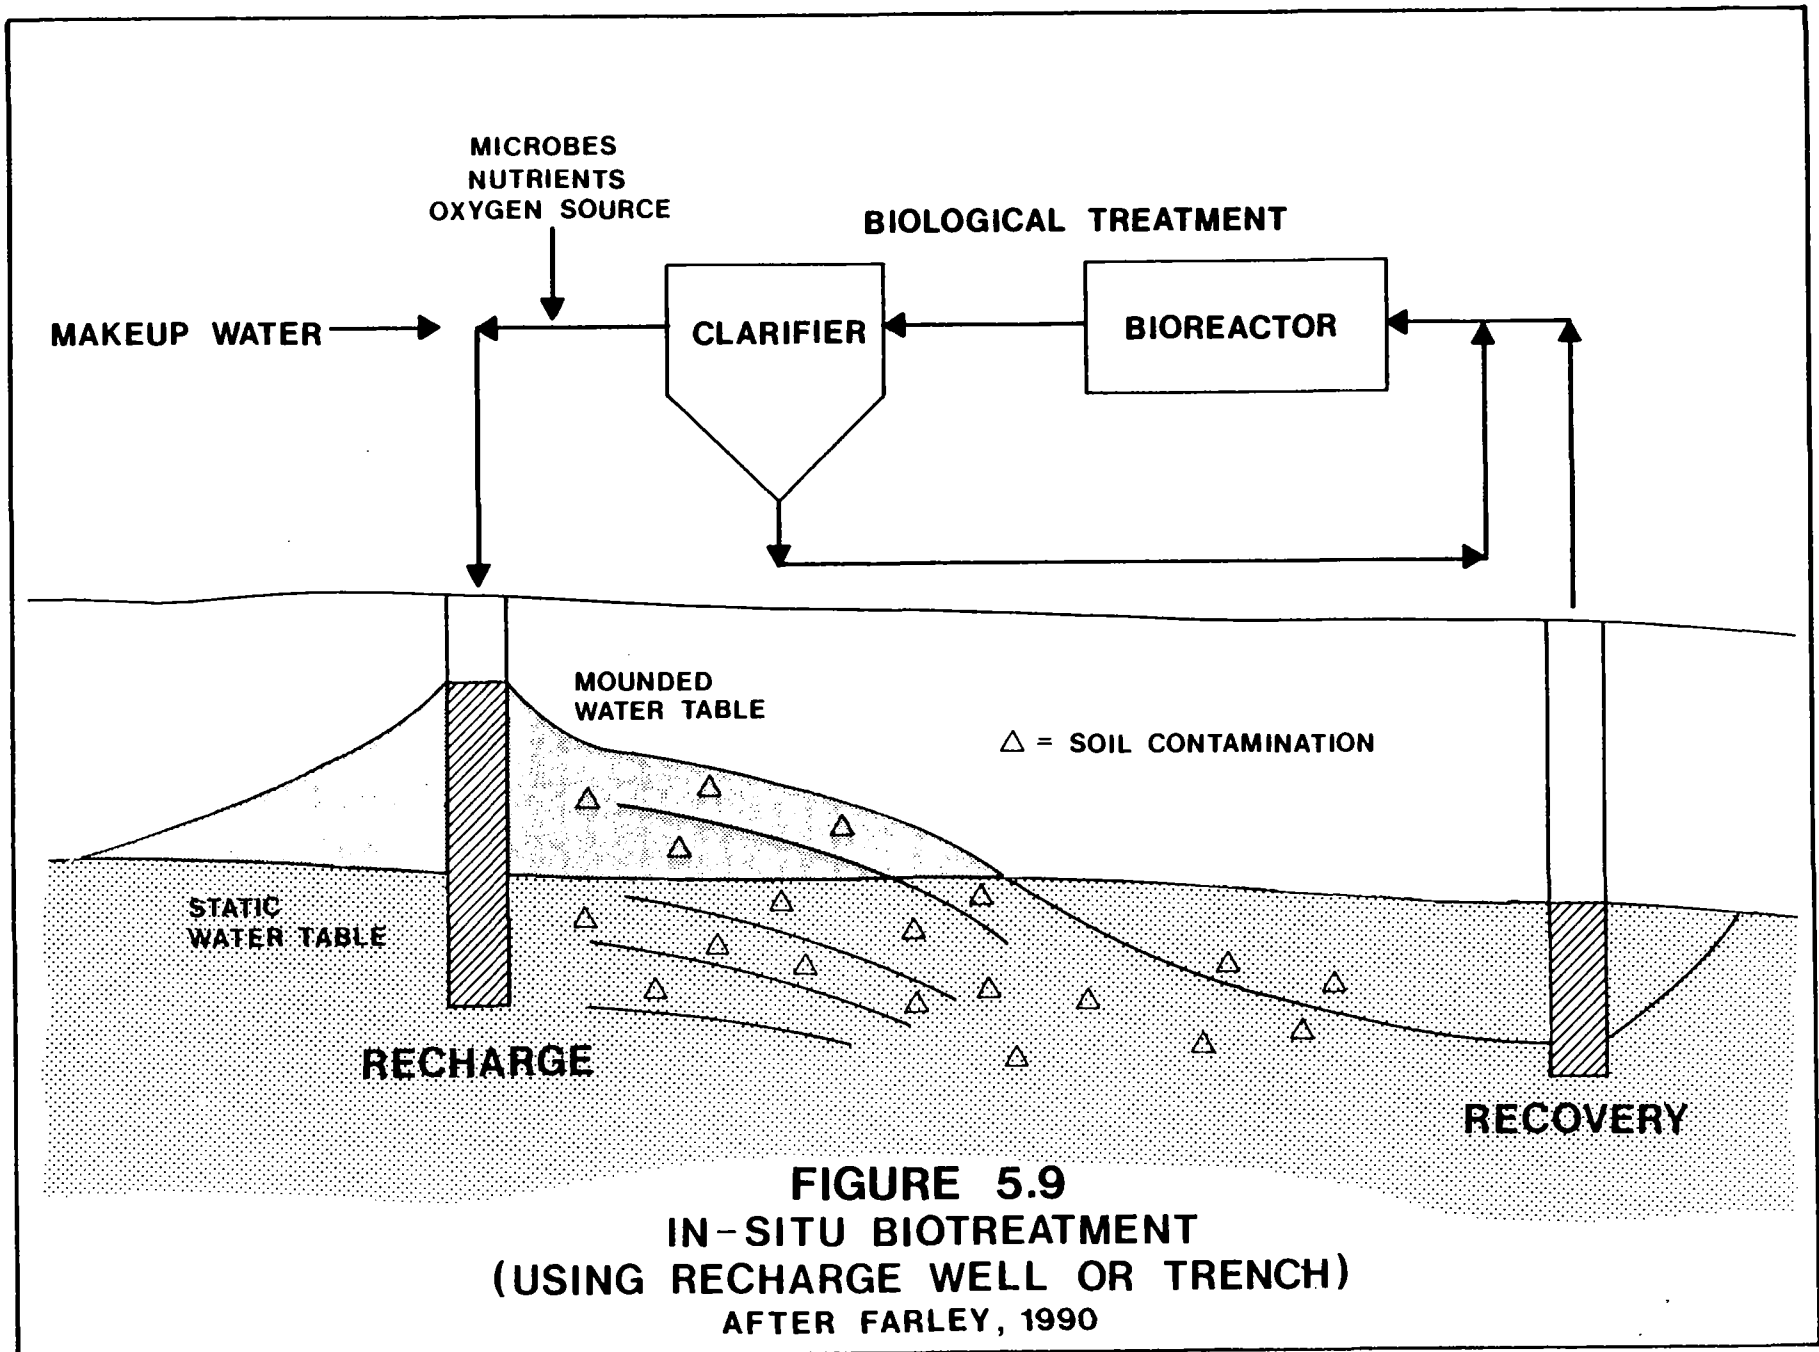 MICROBES
NUTRIENTS
OXYGEN SOURCE
BIOLOGICAL TREATMENT
MAKEUP WATER
CLARIFIER
BIOREACTOR
MOUNDED
WATER TABLE
△ = SOIL CONTAMINATION
STATIC
WATER TABLE
RECHARGE
RECOVERY
FIGURE 5.9
IN-SITU BIOTREATMENT
(USING RECHARGE WELL OR TRENCH)
AFTER FARLEY, 1990